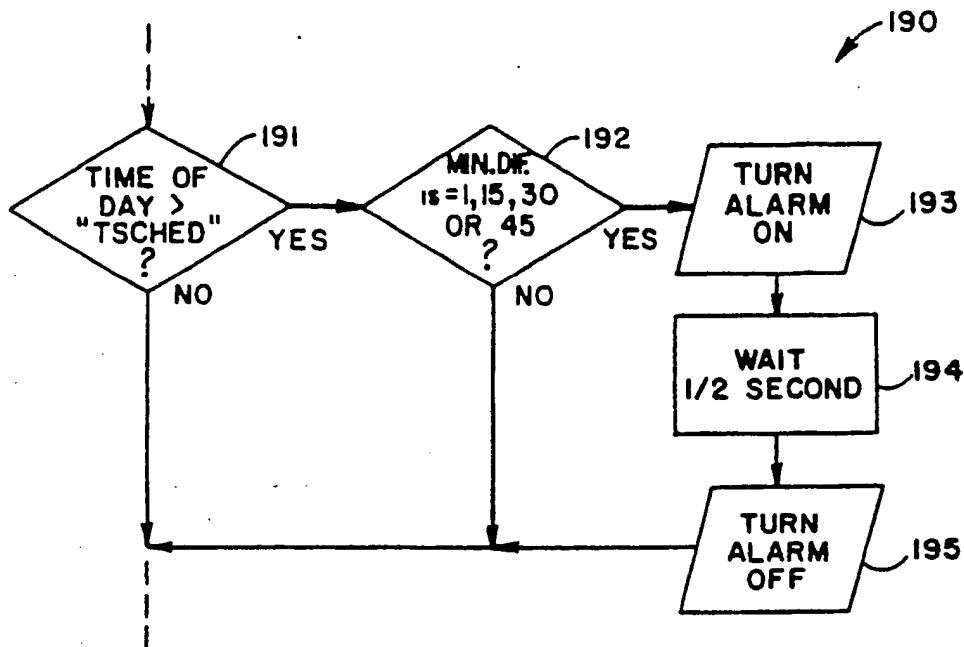 190
191
TIME OF
DAY >
"TSCHED"
?
YES
NO
192
MIN.DIF.
is=1,15,30
OR 45
?
YES
NO
TURN
ALARM
ON
193
WAIT
1/2 SECOND
194
TURN
ALARM
OFF
195